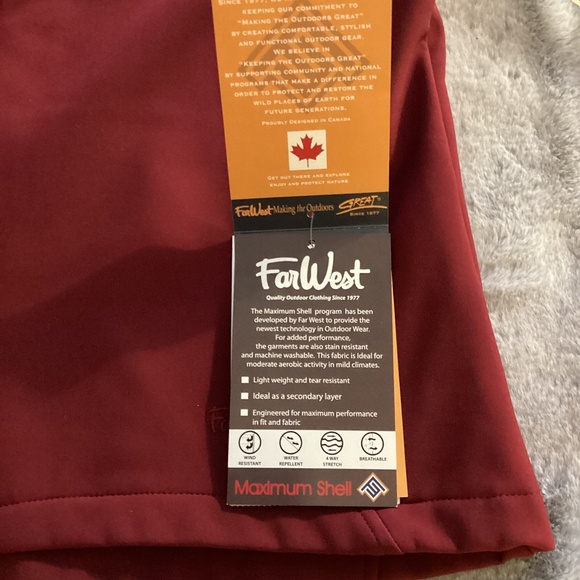 SINCE 1977, WE
KEEPING OUR COMMITMENT TO
"MAKING THE OUTDOORS GREAT"
BY CREATING COMFORTABLE, STYLISH
AND FUNCTIONAL OUTDOOR GEAR.
WE BELIEVE IN
"KEEPING THE OUTDOORS GREAT"
BY SUPPORTING COMMUNITY AND NATIONAL
PROGRAMS THAT MAKE A DIFFERENCE IN
ORDER TO PROTECT AND RESTORE THE
WILD PLACES OF EARTH FOR
FUTURE GENERATIONS.
PROUDLY DESIGNED IN CANADA
GET OUT THERE AND EXPLORE
ENJOY AND PROTECT NATURE
FarWest Making the Outdoors GREAT
SINCE 1977
FarWest
Quality Outdoor Clothing Since 1977
The Maximum Shell program has been
developed by Far West to provide the
newest technology in Outdoor Wear.
For added performance,
the garments are also stain resistant
and machine washable. This fabric is Ideal for
moderate aerobic activity in mild climates.
Light weight and tear resistant
Ideal as a secondary layer
Engineered for maximum performance
in fit and fabric
WIND RESISTANT
WATER REPELLENT
4 WAY STRETCH
BREATHABLE
Maximum Shell